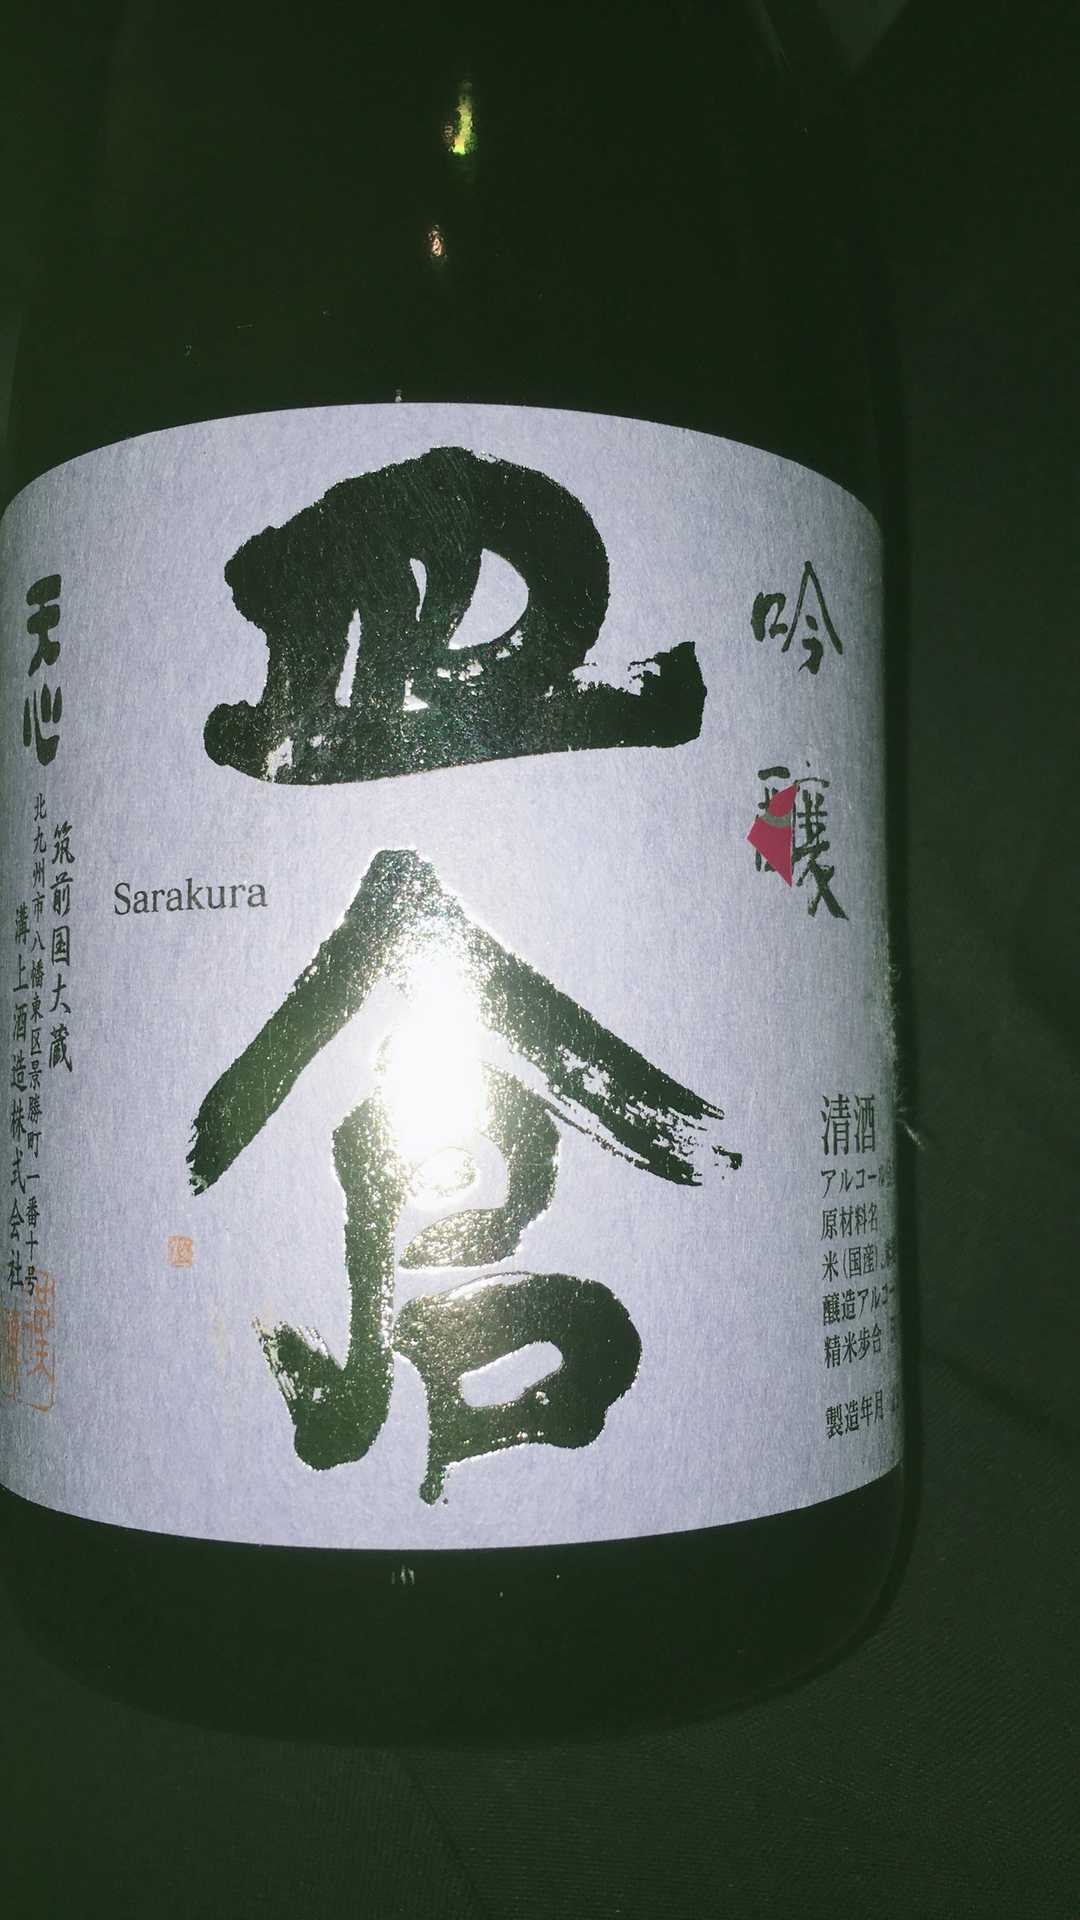 皿倉
吟醸
Sarakura
天心
筑前国大蔵
北九州市八幡東区景勝町一番十号
溝上酒造株式会社
清酒
アルコール
原材料名
米(国産)
醸造アルコー
精米歩合
製造年月